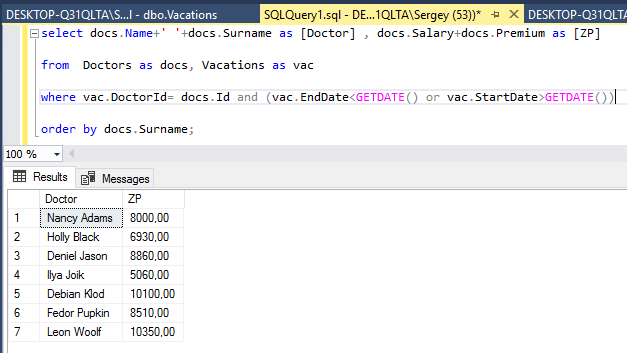 DESKTOP-Q31QLTA\S...l - dbo.Vacations SQLQuery1.sql - DE...1QLTA\Sergey (53))* DESKTOP-Q31QLTA
select docs.Name+' '+docs.Surname as [Doctor] , docs.Salary+docs.Premium as [ZP]
from Doctors as docs, Vacations as vac
where vac.DoctorId= docs.Id and (vac.EndDate<GETDATE() or vac.StartDate>GETDATE())
order by docs.Surname;
100 %
Results Messages
Doctor ZP
1 Nancy Adams 8000,00
2 Holly Black 6930,00
3 Deniel Jason 8860,00
4 Ilya Joik 5060,00
5 Debian Klod 10100,00
6 Fedor Pupkin 8510,00
7 Leon Woolf 10350,00